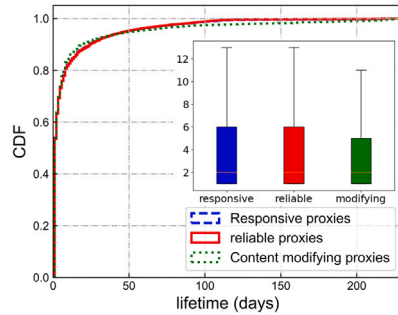 1.0
0.8
0.6
0.4
0.2
0.0
CDF
12
10
8
6
4
2
responsive reliable modifying
Responsive proxies
reliable proxies
Content modifying proxies
0 50 100 150 200
lifetime (days)